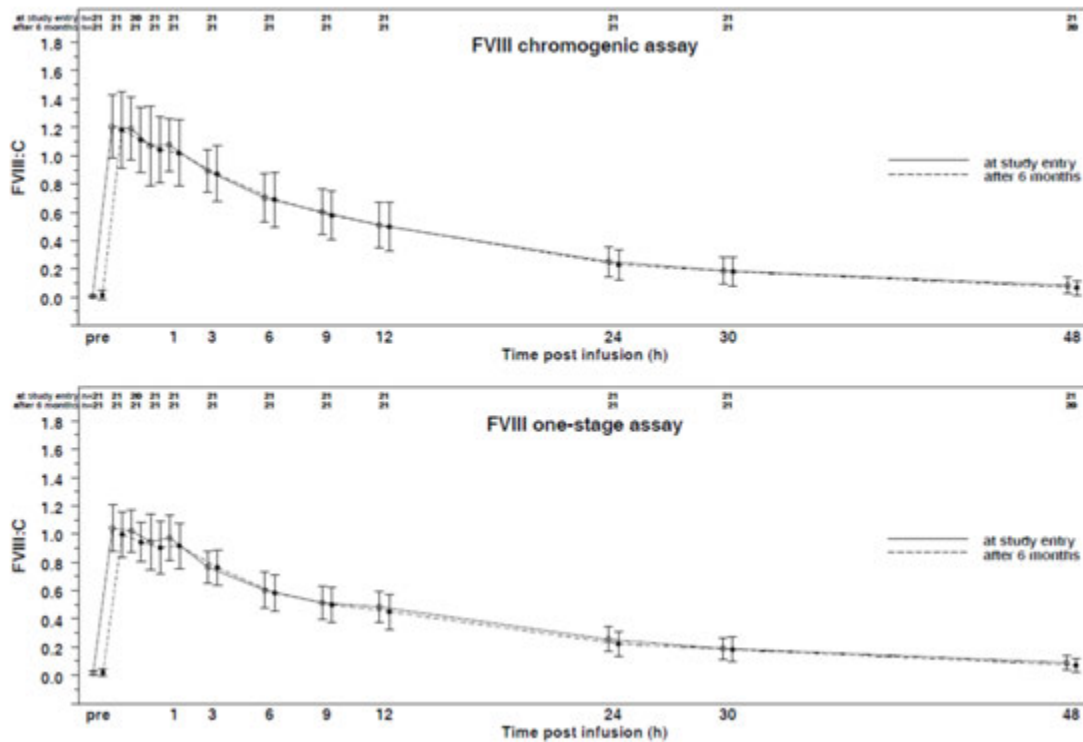 at study entry n=21 21 20 21 21 21 21 21 21 21 21 21
after 6 months n=21 21 21 21 21 21 21 21 21 21 21 20
FVIII chromogenic assay
1.8
1.6
1.4
1.2
1.0
0.8
0.6
0.4
0.2
0.0
FVIII:C
at study entry
after 6 months
pre 1 3 6 9 12 24 30 48
Time post infusion (h)
at study entry n=21 21 20 21 21 21 21 21 21 21 21 21
after 6 months n=21 21 21 21 21 21 21 21 21 21 21 20
FVIII one-stage assay
1.8
1.6
1.4
1.2
1.0
0.8
0.6
0.4
0.2
0.0
FVIII:C
at study entry
after 6 months
pre 1 3 6 9 12 24 30 48
Time post infusion (h)